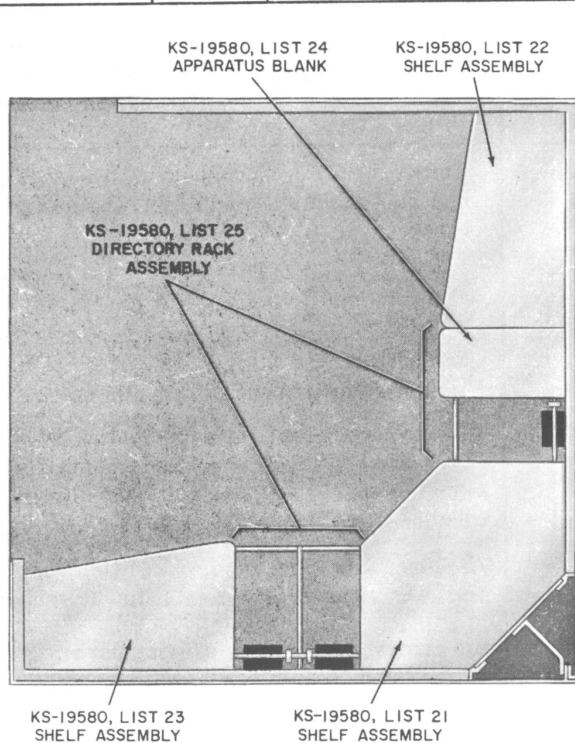 KS-19580, LIST 24
APPARATUS BLANK
KS-19580, LIST 22
SHELF ASSEMBLY
KS-19580, LIST 25
DIRECTORY RACK
ASSEMBLY
KS-19580, LIST 23
SHELF ASSEMBLY
KS-19580, LIST 21
SHELF ASSEMBLY